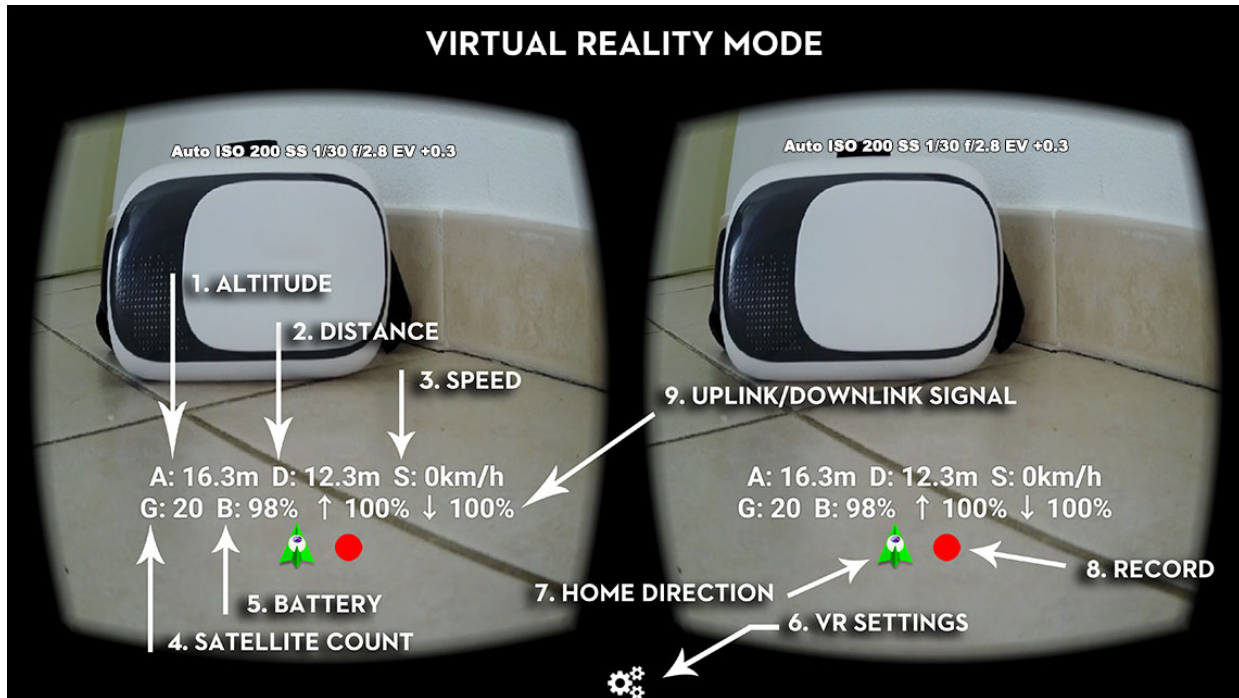 VIRTUAL REALITY MODE
Auto ISO 200 SS 1/30 f/2.8 EV +0.3
Auto ISO 200 SS 1/30 f/2.8 EV +0.3
1. ALTITUDE
2. DISTANCE
3. SPEED
9. UPLINK/DOWNLINK SIGNAL
A: 16.3m D: 12.3m S: 0km/h
G: 20 B: 98% ↑ 100% ↓ 100%
A: 16.3m D: 12.3m S: 0km/h
G: 20 B: 98% ↑ 100% ↓ 100%
8. RECORD
7. HOME DIRECTION
5. BATTERY
6. VR SETTINGS
4. SATELLITE COUNT